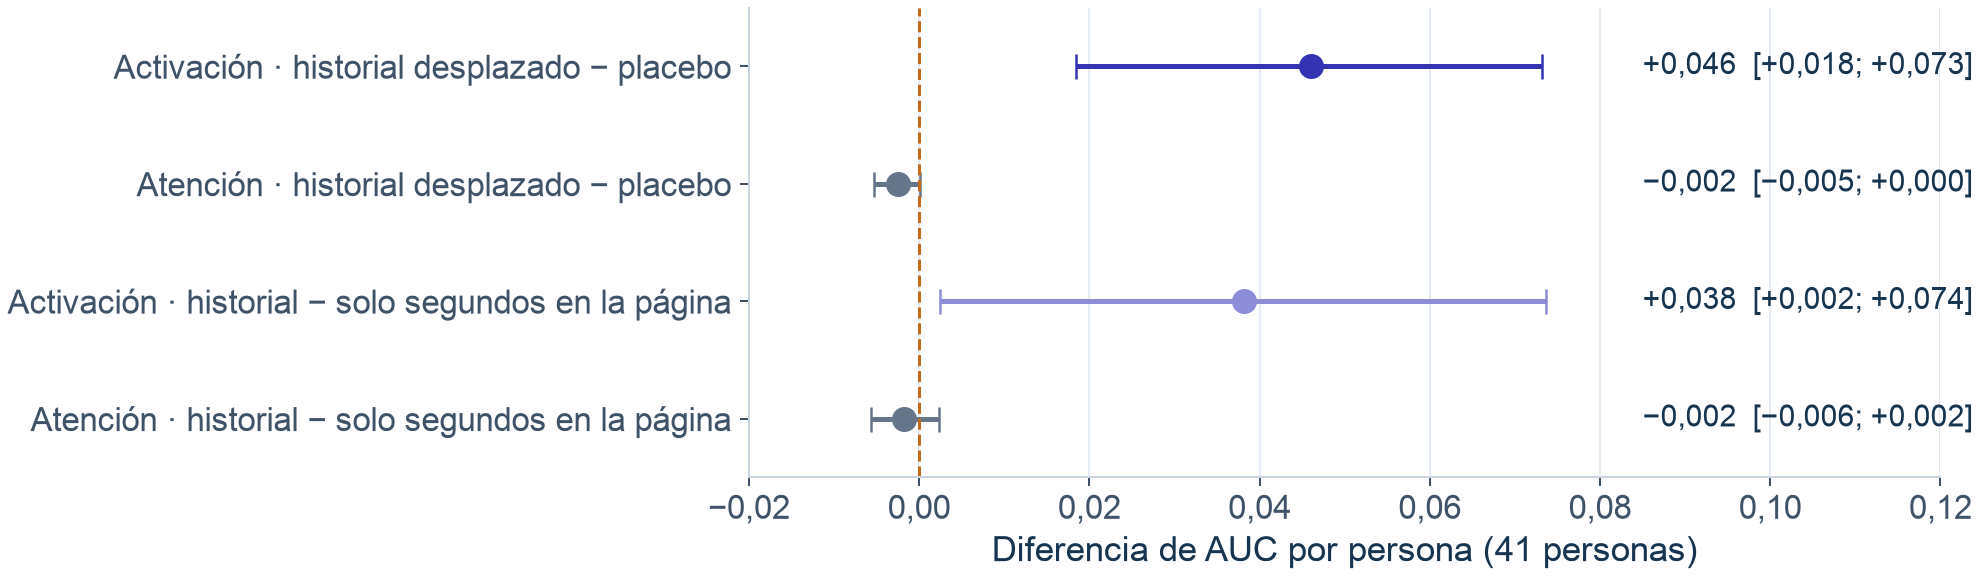 Activación · historial desplazado − placebo
+0,046 [+0,018; +0,073]
Atención · historial desplazado − placebo
−0,002 [−0,005; +0,000]
Activación · historial − solo segundos en la página
+0,038 [+0,002; +0,074]
Atención · historial − solo segundos en la página
−0,002 [−0,006; +0,002]
−0,02 0,00 0,02 0,04 0,06 0,08 0,10 0,12
Diferencia de AUC por persona (41 personas)